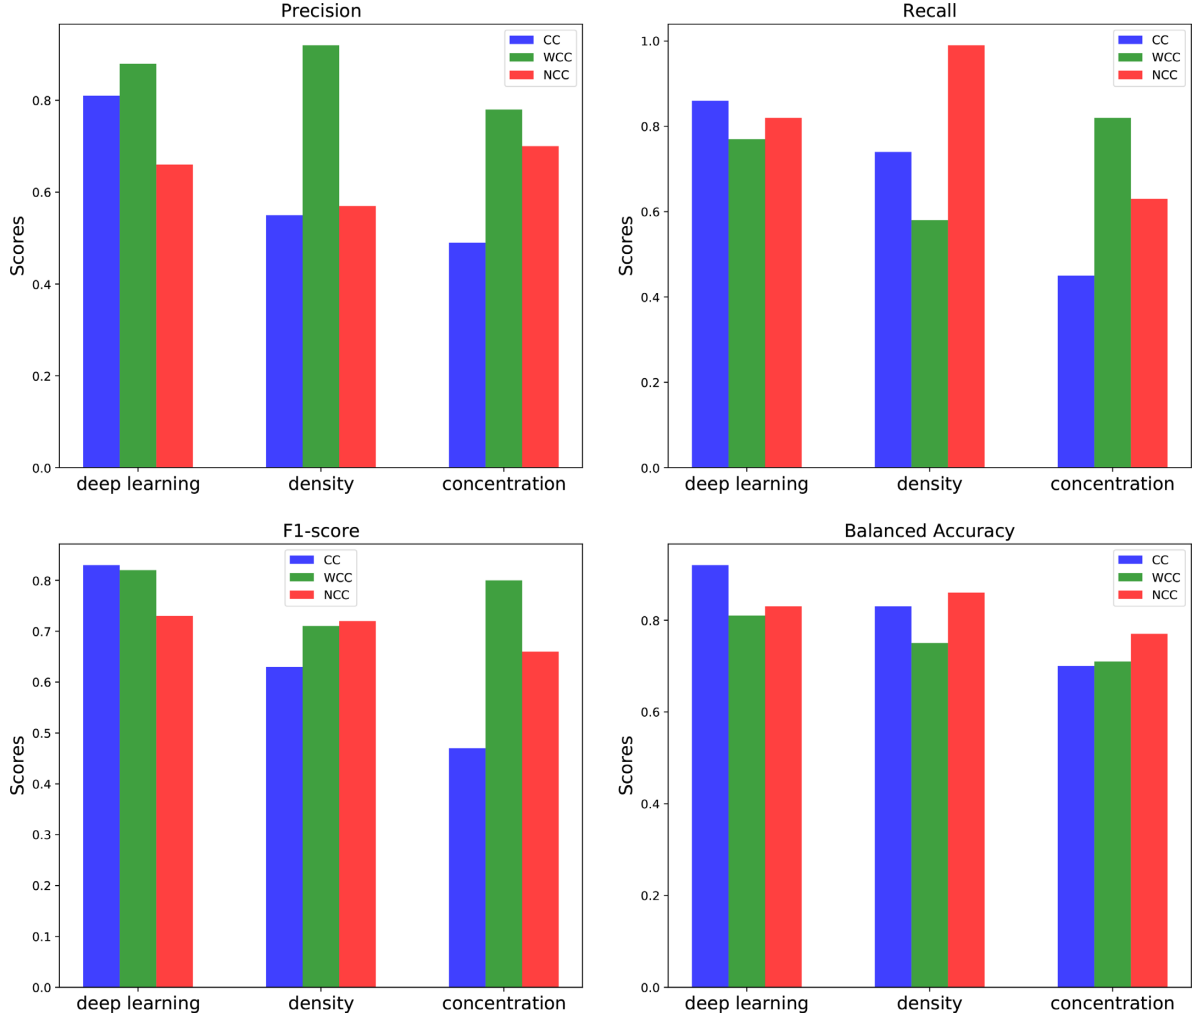 Precision
CC
WCC
NCC
Scores
0.8
0.6
0.4
0.2
0.0
deep learning
density
concentration
Recall
CC
WCC
NCC
Scores
1.0
0.8
0.6
0.4
0.2
0.0
deep learning
density
concentration
F1-score
CC
WCC
NCC
Scores
0.8
0.7
0.6
0.5
0.4
0.3
0.2
0.1
0.0
deep learning
density
concentration
Balanced Accuracy
CC
WCC
NCC
Scores
0.8
0.6
0.4
0.2
0.0
deep learning
density
concentration